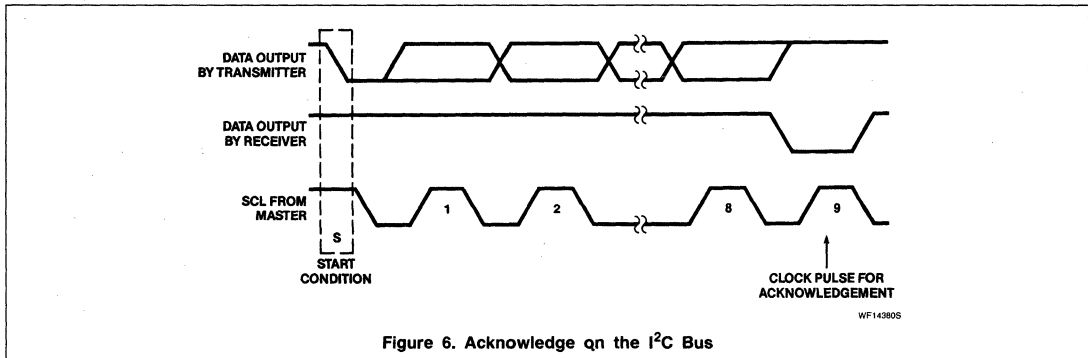 DATA OUTPUT
BY TRANSMITTER
DATA OUTPUT
BY RECEIVER
SCL FROM
MASTER
1
2
8
9
S
START
CONDITION
CLOCK PULSE FOR
ACKNOWLEDGEMENT
WF14380S
Figure 6. Acknowledge on the I²C Bus